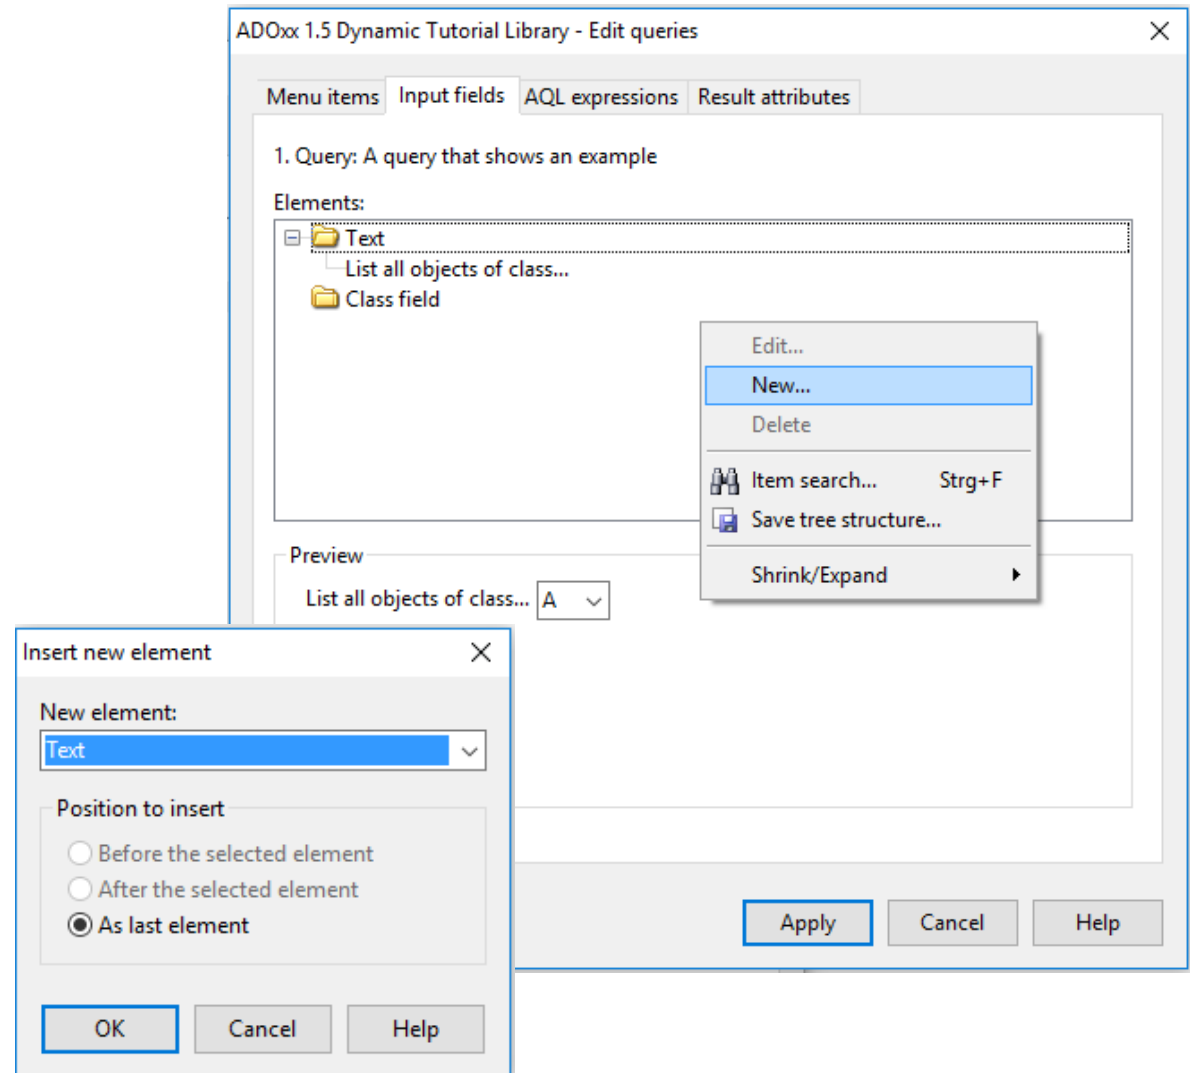 ADOxx 1.5 Dynamic Tutorial Library - Edit queries
Menu items Input fields AQL expressions Result attributes
1. Query: A query that shows an example
Elements:
Text
List all objects of class...
Class field
Edit...
New...
Delete
Item search... Strg+F
Save tree structure...
Shrink/Expand
Preview
List all objects of class... A
Insert new element
New element:
Text
Position to insert
Before the selected element
After the selected element
As last element
OK Cancel Help
Apply Cancel Help